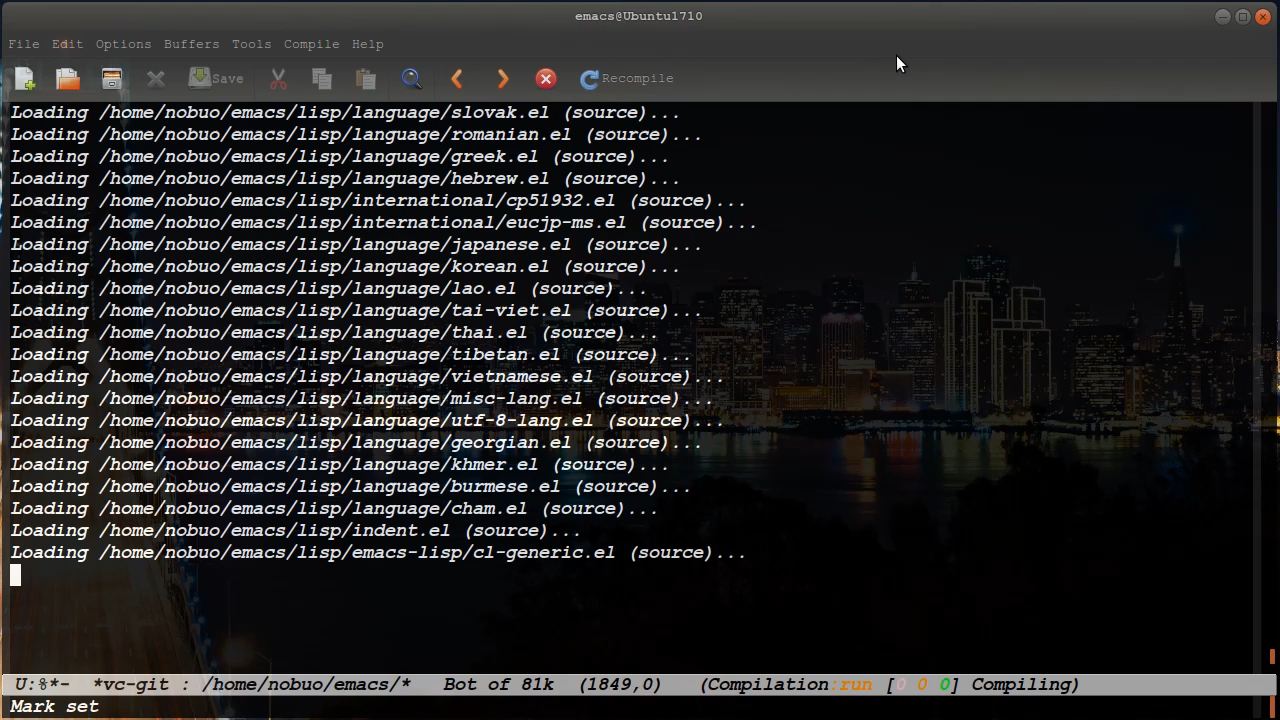 emacs@Ubuntu1710
File Edit Options Buffers Tools Compile Help
Save Recompile
Loading /home/nobuo/emacs/lisp/language/slovak.el (source)...
Loading /home/nobuo/emacs/lisp/language/romanian.el (source)...
Loading /home/nobuo/emacs/lisp/language/greek.el (source)...
Loading /home/nobuo/emacs/lisp/language/hebrew.el (source)...
Loading /home/nobuo/emacs/lisp/international/cp51932.el (source)...
Loading /home/nobuo/emacs/lisp/international/eucjp-ms.el (source)...
Loading /home/nobuo/emacs/lisp/language/japanese.el (source)...
Loading /home/nobuo/emacs/lisp/language/korean.el (source)...
Loading /home/nobuo/emacs/lisp/language/lao.el (source)...
Loading /home/nobuo/emacs/lisp/language/tai-viet.el (source)...
Loading /home/nobuo/emacs/lisp/language/thai.el (source)...
Loading /home/nobuo/emacs/lisp/language/tibetan.el (source)...
Loading /home/nobuo/emacs/lisp/language/vietnamese.el (source)...
Loading /home/nobuo/emacs/lisp/language/misc-lang.el (source)...
Loading /home/nobuo/emacs/lisp/language/utf-8-lang.el (source)...
Loading /home/nobuo/emacs/lisp/language/georgian.el (source)...
Loading /home/nobuo/emacs/lisp/language/khmer.el (source)...
Loading /home/nobuo/emacs/lisp/language/burmese.el (source)...
Loading /home/nobuo/emacs/lisp/language/cham.el (source)...
Loading /home/nobuo/emacs/lisp/indent.el (source)...
Loading /home/nobuo/emacs/lisp/emacs-lisp/cl-generic.el (source)...
U:%*-  *vc-git : /home/nobuo/emacs/*   Bot of 81k  (1849,0)   (Compilation:run [0 0 0] Compiling)
Mark set